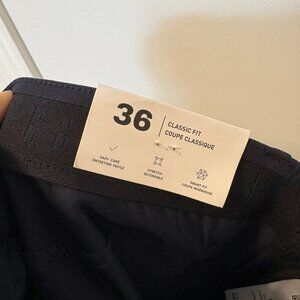 36
CLASSIC FIT
COUPE CLASSIQUE
EASY CARE
ENTRETIEN FACILE
STRETCH
EXTENSIBLE
SMART FIT
COUPE INGÉNIEUSE